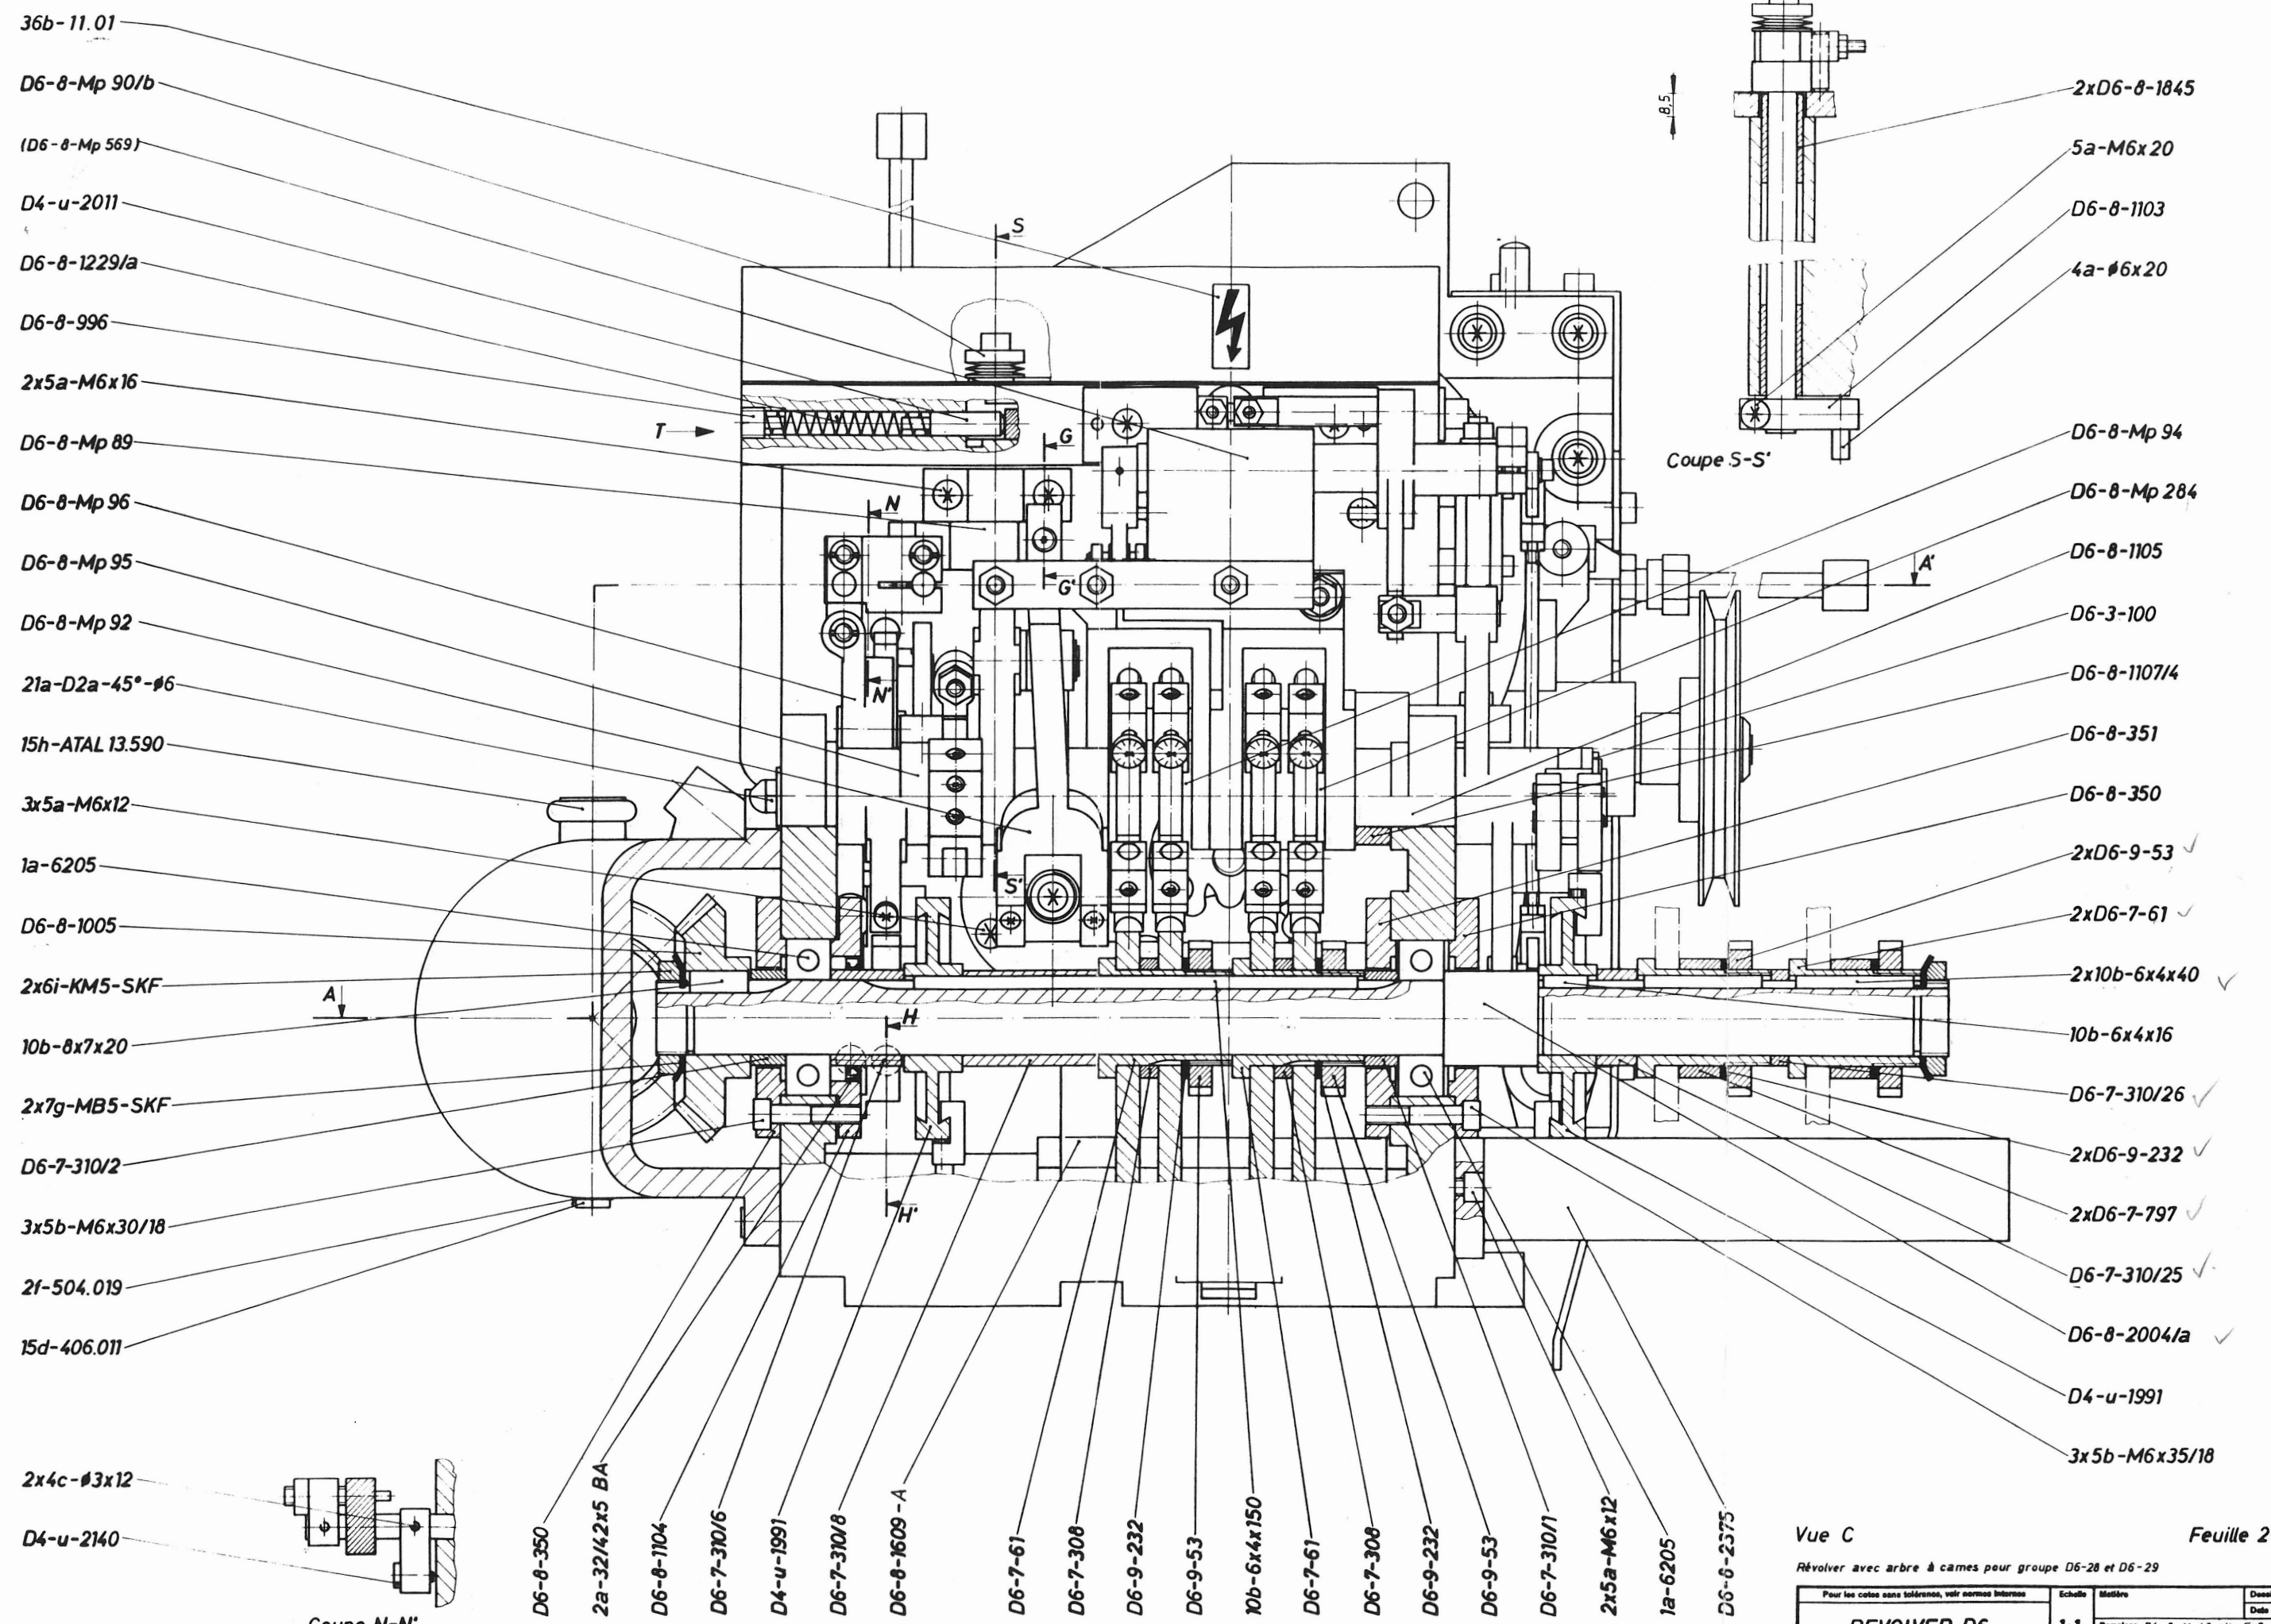 36b-11.01
D6-8-Mp 90/b
(D6-8-Mp 569)
D4-u-2011
D6-8-1229/a
D6-8-996
2x5a-M6x16
D6-8-Mp 89
D6-8-Mp 96
D6-8-Mp 95
D6-8-Mp 92
21a-D2a-45°-ø6
15h-ATAL 13.590
3x5a-M6x12
1a-6205
D6-8-1005
2x6i-KM5-SKF
10b-8x7x20
2x7g-MB5-SKF
D6-7-310/2
3x5b-M6x30/18
2f-504.019
15d-406.011
2x4c-ø3x12
D4-u-2140
Coupe N-N'
S
T
G
N
G'
N'
S'
A
H
H'
A'
8,5
Coupe S-S'
2xD6-8-1845
5a-M6x20
D6-8-1103
4a-ø6x20
D6-8-Mp 94
D6-8-Mp 284
D6-8-1105
D6-3-100
D6-8-1107/4
D6-8-351
D6-8-350
2xD6-9-53
2xD6-7-61
2x10b-6x4x40
10b-6x4x16
D6-7-310/26
2xD6-9-232
2xD6-7-797
D6-7-310/25
D6-8-2004/a
D4-u-1991
3x5b-M6x35/18
D6-8-350
2a-32/42x5 BA
D6-8-1104
D6-7-310/6
D4-u-1991
D6-7-310/8
D6-8-1609-A
D6-7-61
D6-7-308
D6-9-232
D6-9-53
10b-6x4x150
D6-7-61
D6-7-308
D6-9-232
D6-9-53
D6-7-310/1
2x5a-M6x12
1a-6205
D6-8-2375
Vue C
Feuille 2
Révolver avec arbre à cames pour groupe D6-28 et D6-29
Pour les cotes sans tolérance, voir normes internes
Echelle
Matière
REVOLVER D6
1:1